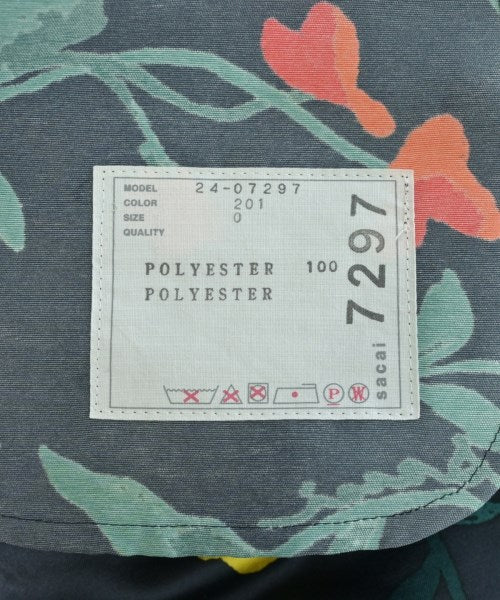 MODEL 24-07297
COLOR 201
SIZE 0
QUALITY
POLYESTER 100
POLYESTER
P W
sacai 7297